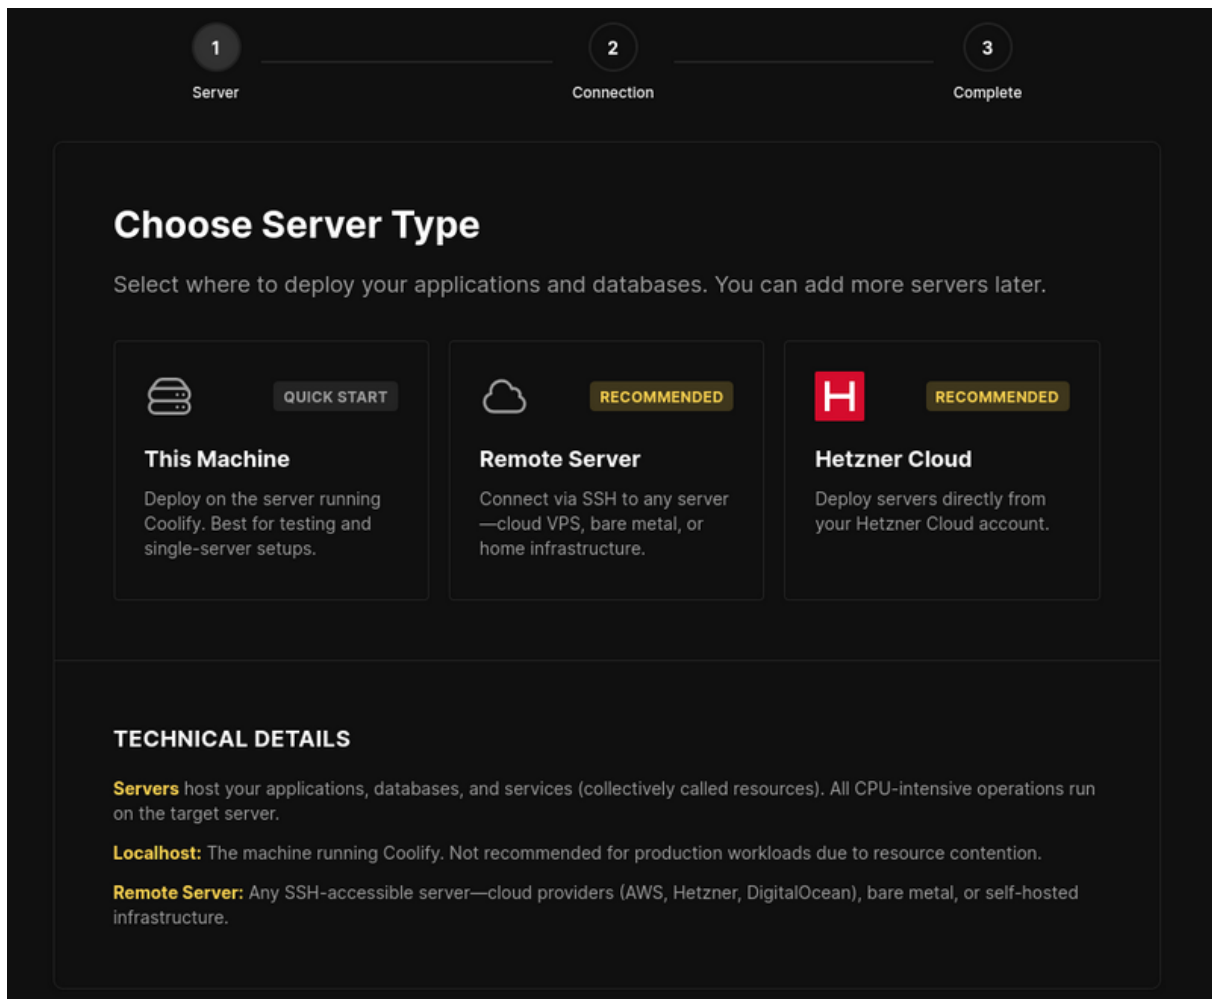 1
2
3
Server
Connection
Complete
Choose Server Type
Select where to deploy your applications and databases. You can add more servers later.
QUICK START
This Machine
Deploy on the server running
Coolify. Best for testing and
single-server setups.
RECOMMENDED
Remote Server
Connect via SSH to any server
—cloud VPS, bare metal, or
home infrastructure.
H
RECOMMENDED
Hetzner Cloud
Deploy servers directly from
your Hetzner Cloud account.
TECHNICAL DETAILS
Servers host your applications, databases, and services (collectively called resources). All CPU-intensive operations run
on the target server.
Localhost: The machine running Coolify. Not recommended for production workloads due to resource contention.
Remote Server: Any SSH-accessible server—cloud providers (AWS, Hetzner, DigitalOcean), bare metal, or self-hosted
infrastructure.